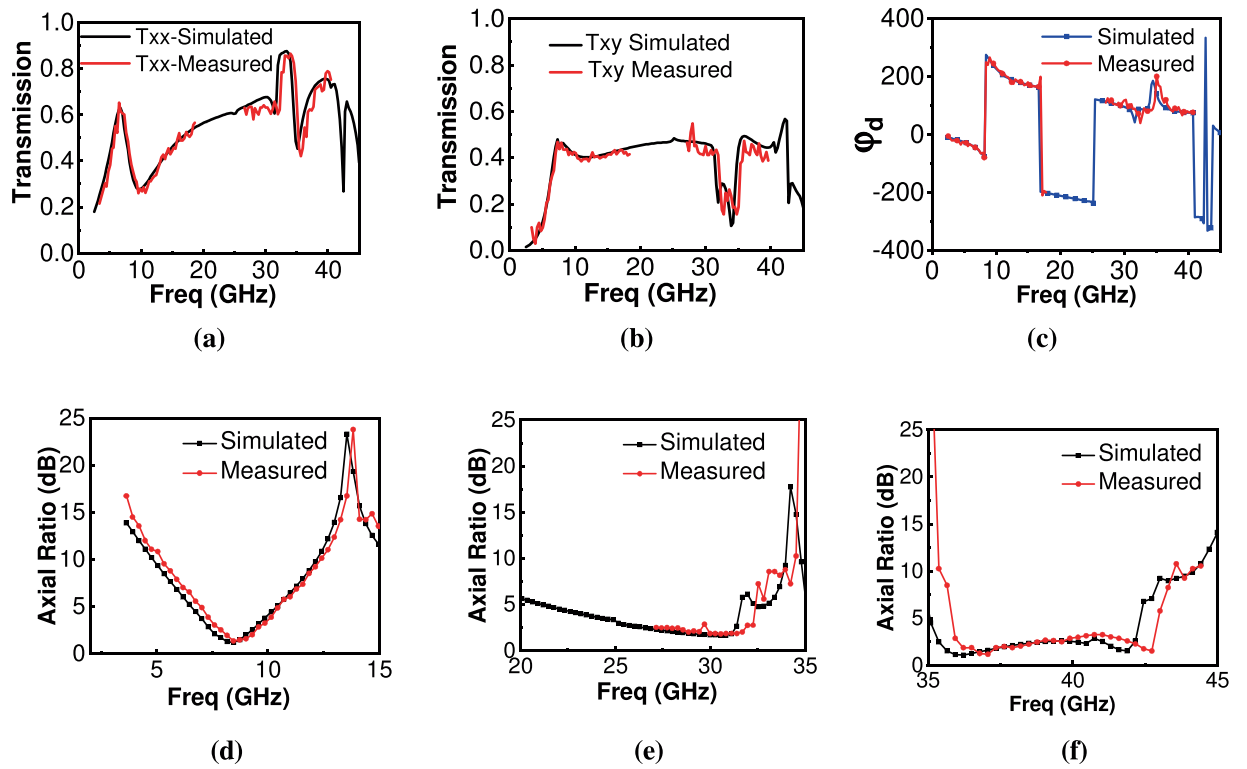 1.0
0.8
0.6
0.4
0.2
0.0
Transmission
Txx-Simulated
Txx-Measured
0 10 20 30 40
Freq (GHz)
(a)
1.0
0.8
0.6
0.4
0.2
0.0
Transmission
Txy Simulated
Txy Measured
0 10 20 30 40
Freq (GHz)
(b)
400
200
0
-200
-400
φd
Simulated
Measured
0 10 20 30 40
Freq (GHz)
(c)
25
20
15
10
5
0
Axial Ratio (dB)
Simulated
Measured
5 10 15
Freq (GHz)
(d)
25
20
15
10
5
0
Axial Ratio (dB)
Simulated
Measured
20 25 30 35
Freq (GHz)
(e)
25
20
15
10
5
0
Axial Ratio (dB)
Simulated
Measured
35 40 45
Freq (GHz)
(f)